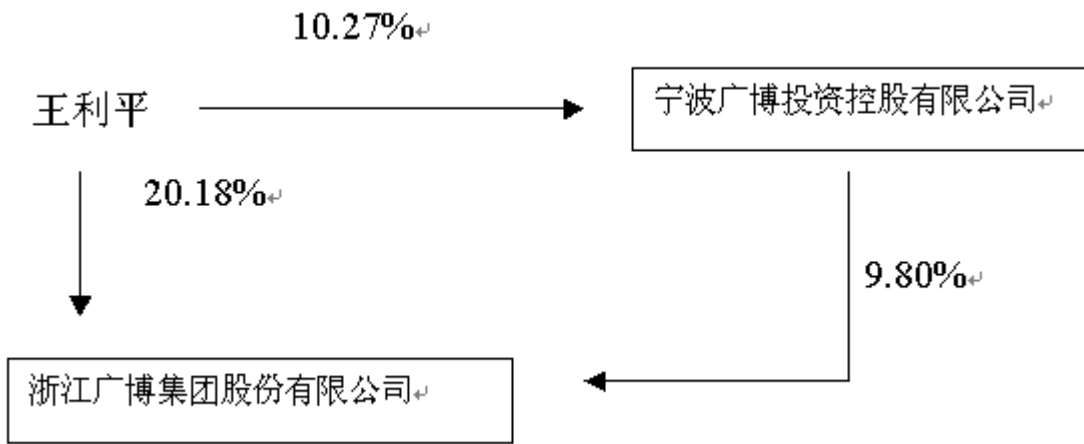 10.27%
王利平
宁波广博投资控股有限公司
20.18%
9.80%
浙江广博集团股份有限公司